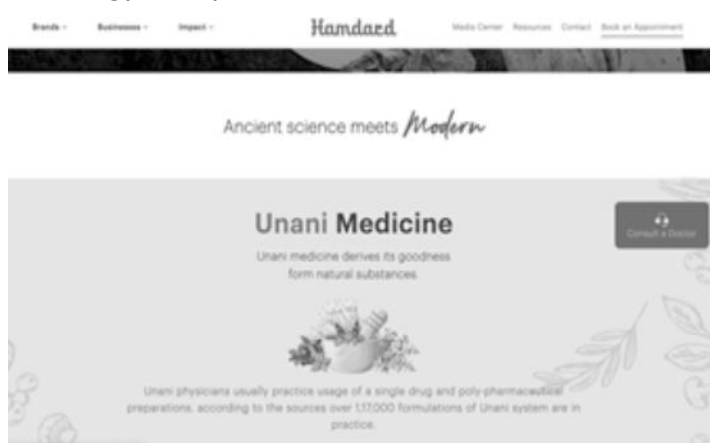 Brands Businesses Impact Hamdard Media Center Resources Contact Book an Appointment
Ancient science meets Modern
Unani Medicine
Consult a Doctor
Unani medicine derives its goodness
form natural substances
Unani physicians usually practice usage of a single drug and poly-pharmaceutical
preparations, according to the sources over 1,17,000 formulations of Unani system are in
practice.